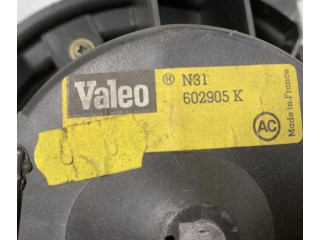 Valeo ® N31
602905 K
AC
Made in France